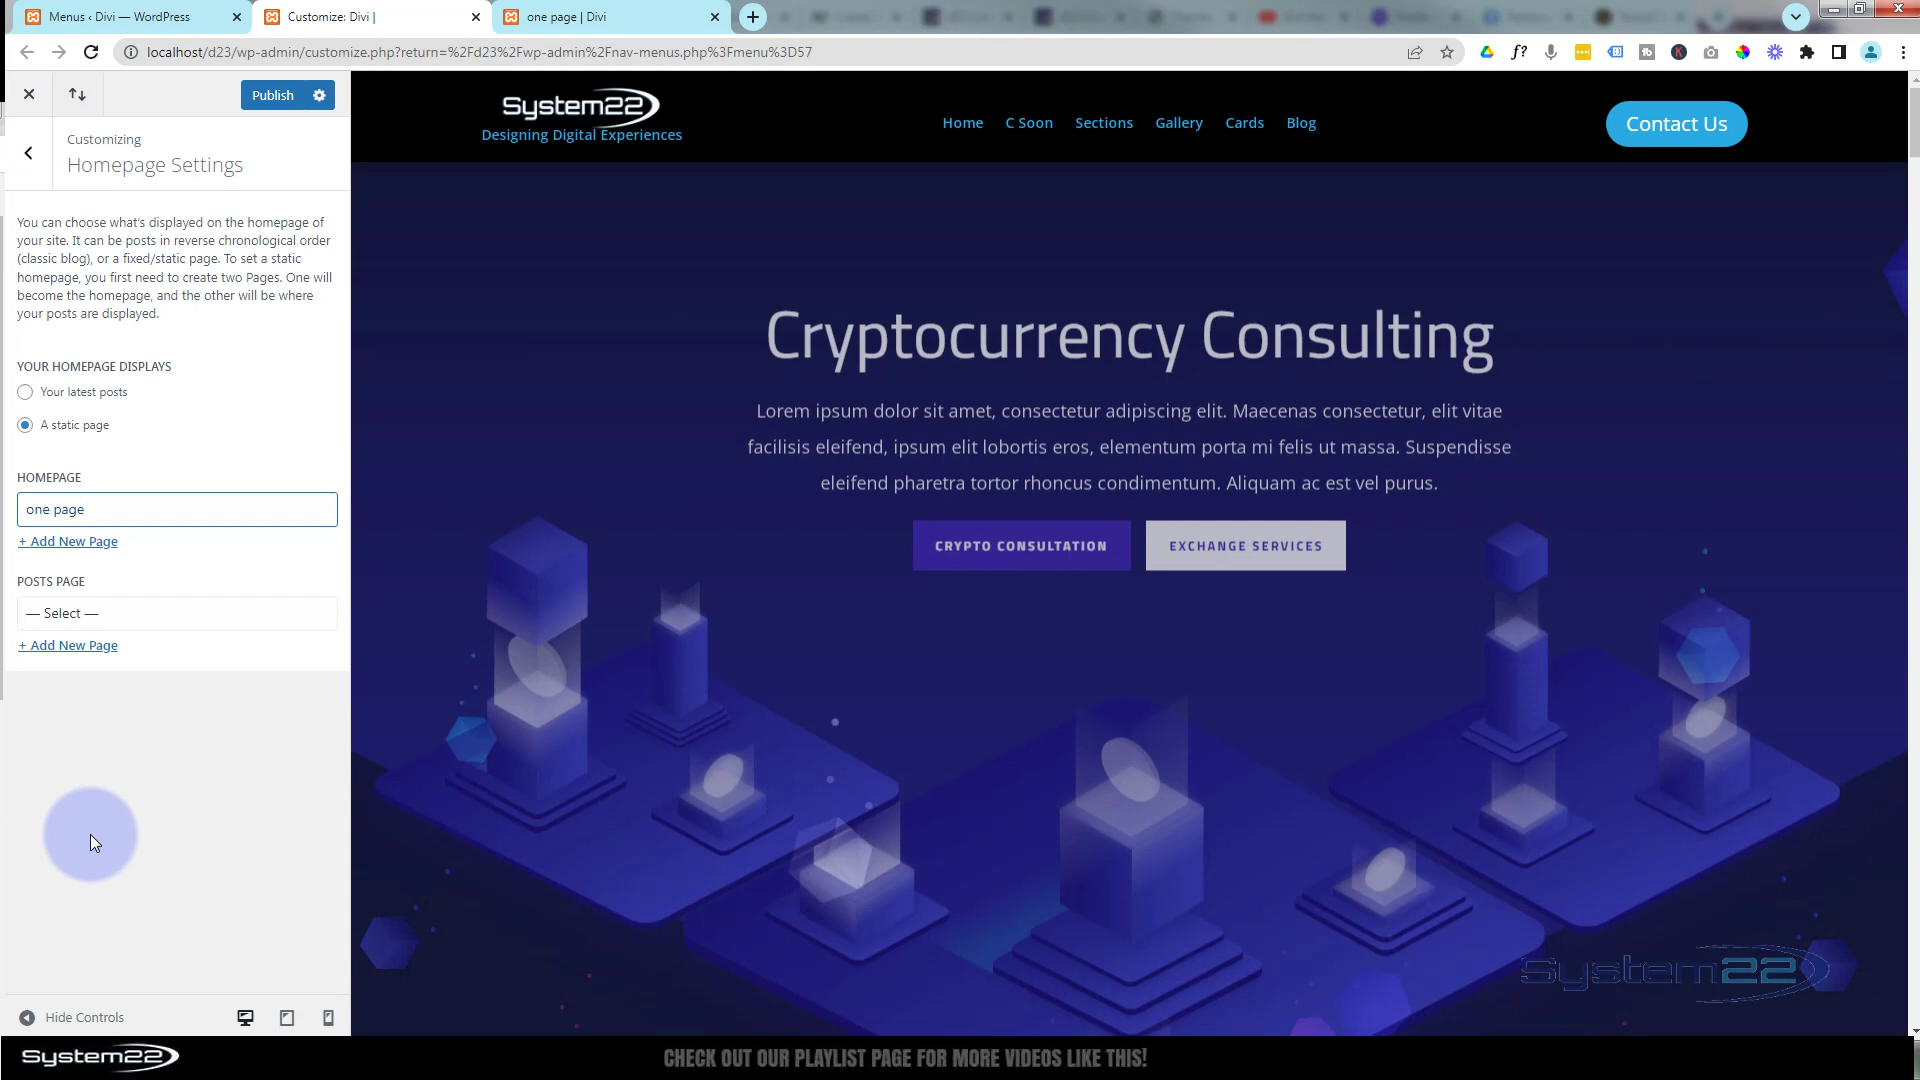 Menus ‹ Divi — WordPress
Customize: Divi |
one page | Divi
localhost/d23/wp-admin/customize.php?return=%2Fd23%2Fwp-admin%2Fnav-menus.php%3Fmenu%3D57
Publish
Customizing
Homepage Settings
You can choose what's displayed on the homepage of
your site. It can be posts in reverse chronological order
(classic blog), or a fixed/static page. To set a static
homepage, you first need to create two Pages. One will
become the homepage, and the other will be where
your posts are displayed.
YOUR HOMEPAGE DISPLAYS
Your latest posts
A static page
HOMEPAGE
one page
+ Add New Page
POSTS PAGE
— Select —
+ Add New Page
Hide Controls
System22
Designing Digital Experiences
Home C Soon Sections Gallery Cards Blog
Contact Us
Cryptocurrency Consulting
Lorem ipsum dolor sit amet, consectetur adipiscing elit. Maecenas consectetur, elit vitae
facilisis eleifend, ipsum elit lobortis eros, elementum porta mi felis ut massa. Suspendisse
eleifend pharetra tortor rhoncus condimentum. Aliquam ac est vel purus.
CRYPTO CONSULTATION
EXCHANGE SERVICES
System22
System22
CHECK OUT OUR PLAYLIST PAGE FOR MORE VIDEOS LIKE THIS!